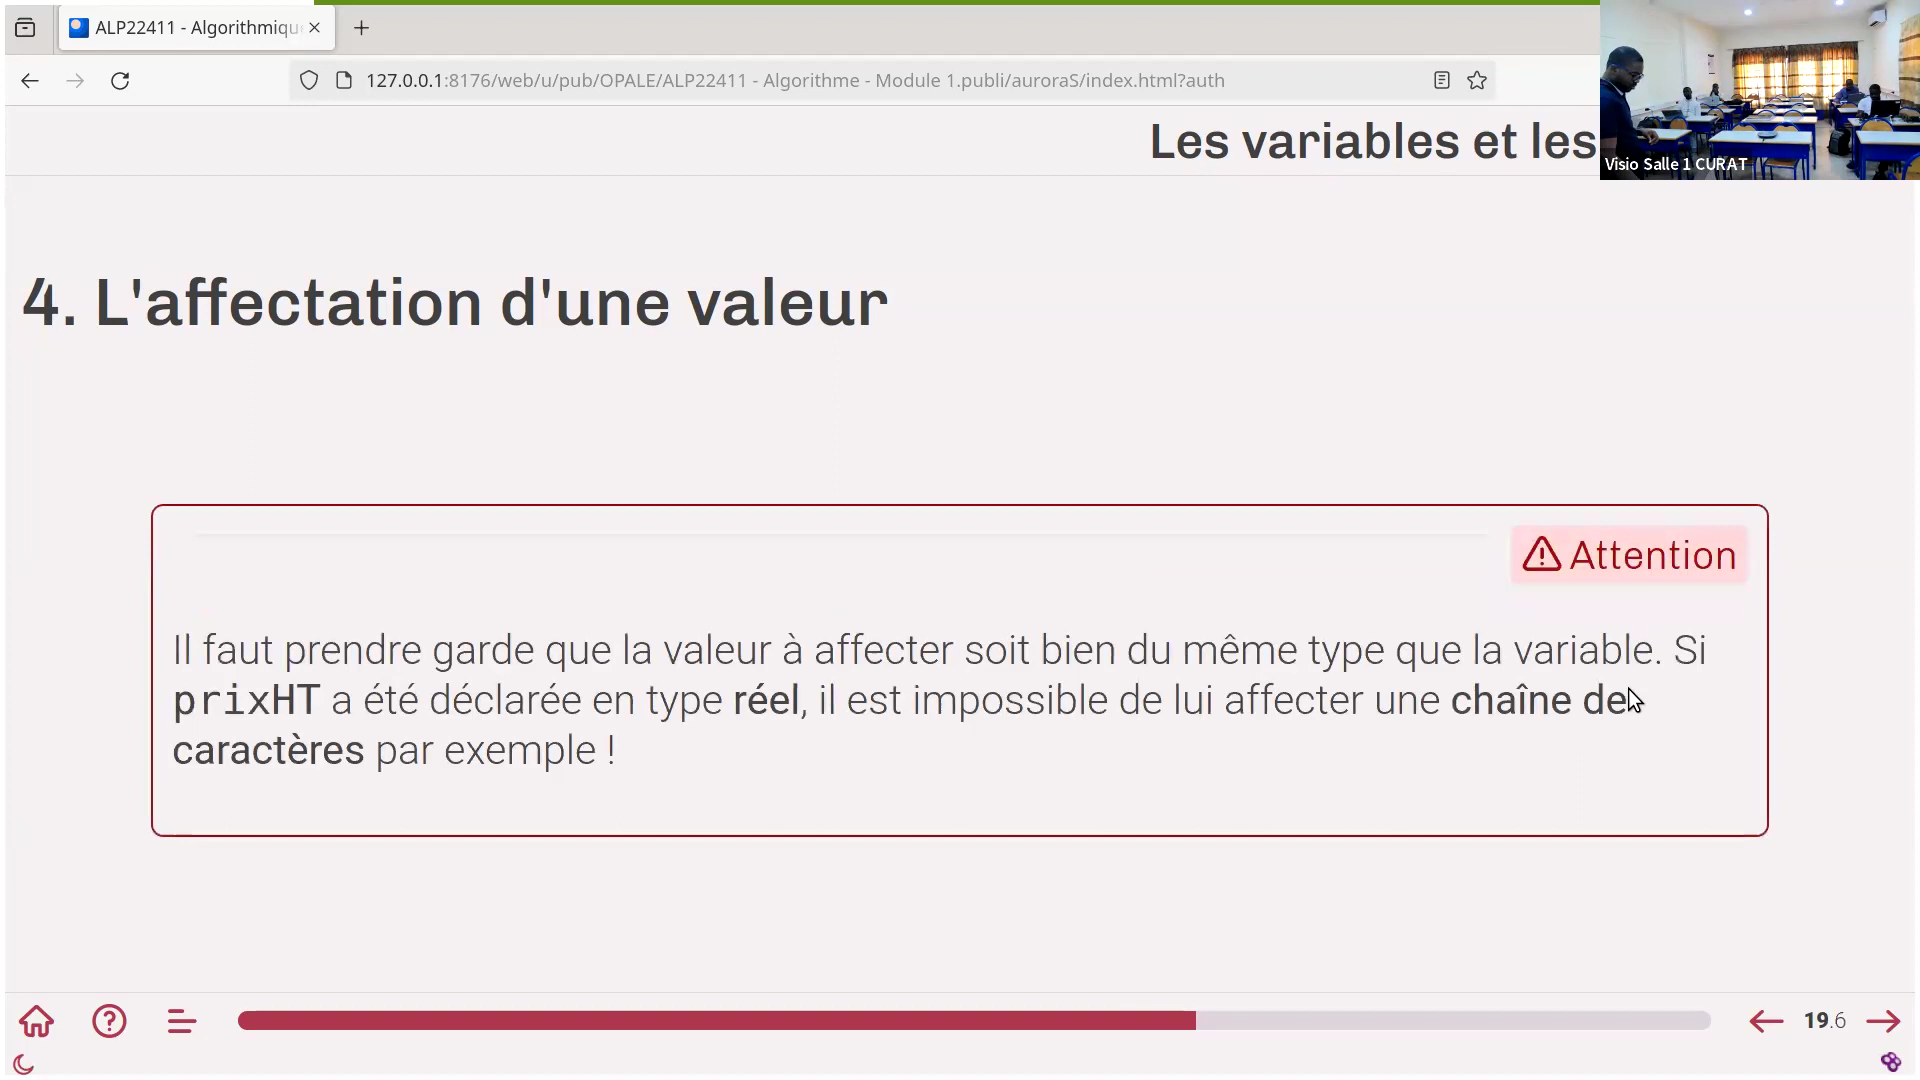 ALP22411 - Algorithmiqu
127.0.0.1:8176/web/u/pub/OPALE/ALP22411 - Algorithme - Module 1.publi/auroraS/index.html?auth
Les variables et les
Visio Salle 1 CURAT
4. L'affectation d'une valeur
Attention
Il faut prendre garde que la valeur à affecter soit bien du même type que la variable. Si
prixHT a été déclarée en type réel, il est impossible de lui affecter une chaîne de
caractères par exemple !
19.6